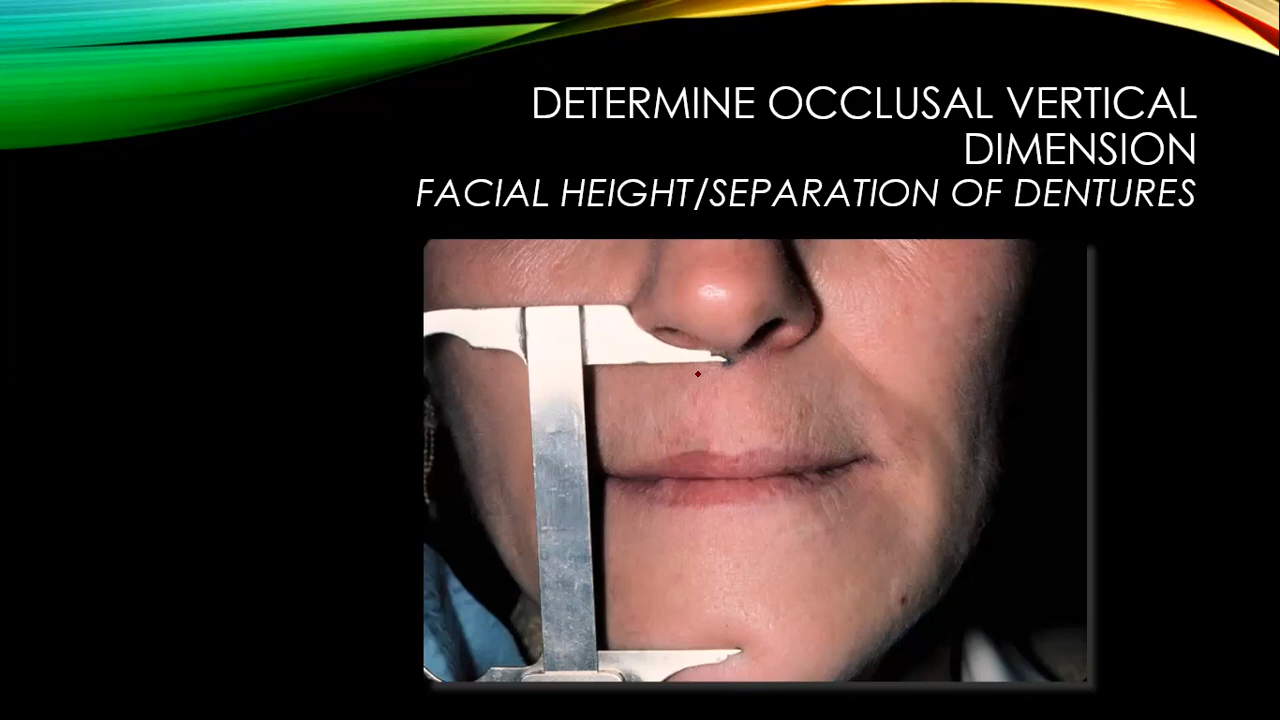 DETERMINE OCCLUSAL VERTICAL
DIMENSION
FACIAL HEIGHT/SEPARATION OF DENTURES